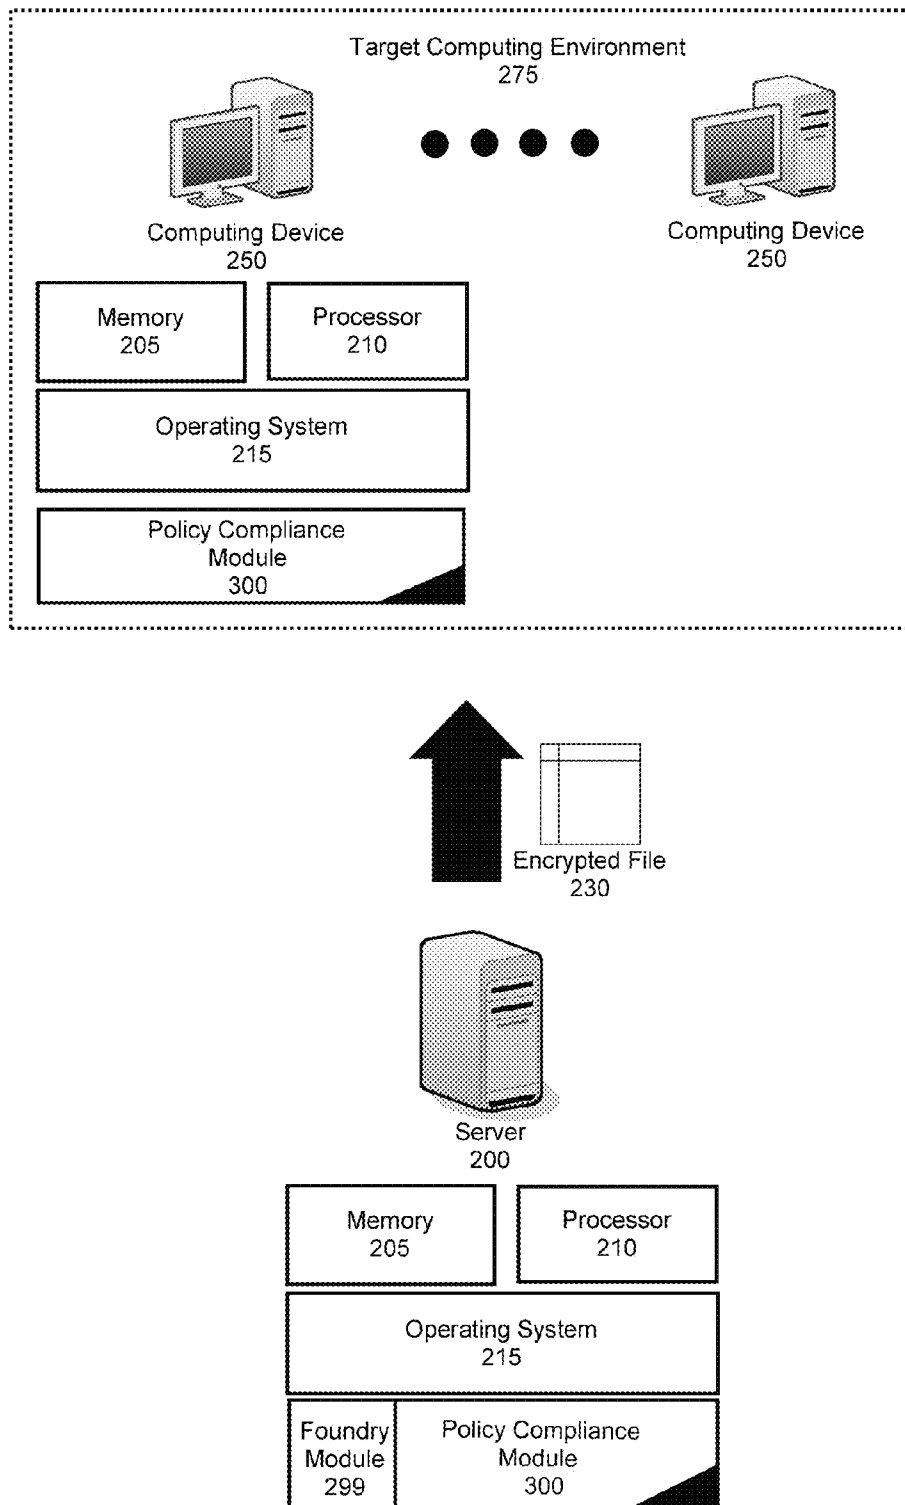 Target Computing Environment
275
Computing Device
250
Computing Device
250
Memory
205
Processor
210
Operating System
215
Policy Compliance
Module
300
Encrypted File
230
Server
200
Memory
205
Processor
210
Operating System
215
Foundry
Module
299
Policy Compliance
Module
300